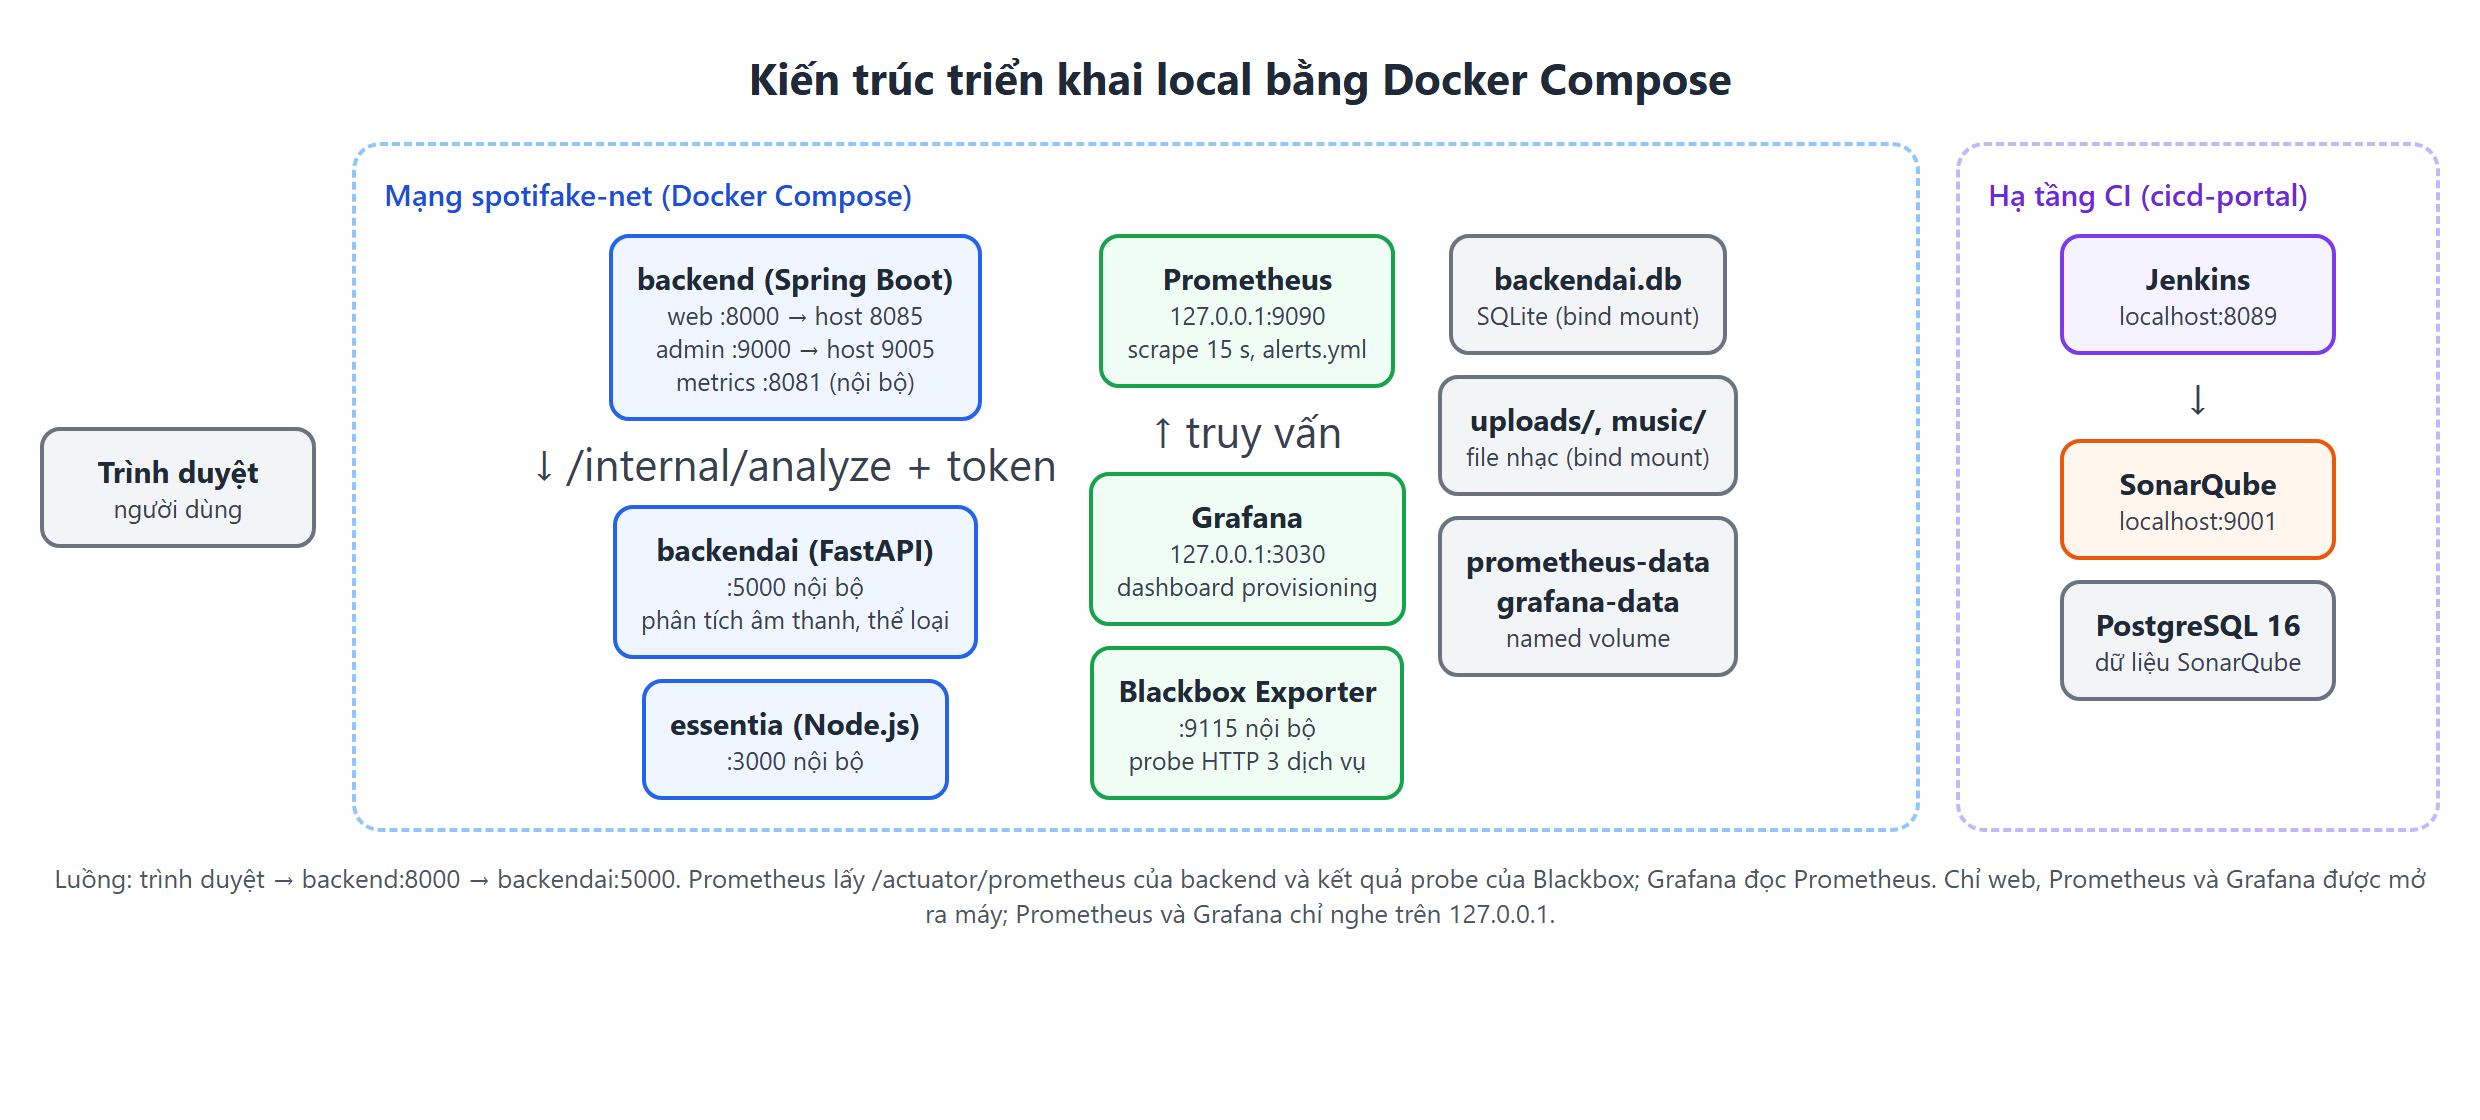 Kiến trúc triển khai local bằng Docker Compose
Trình duyệt
người dùng
Mạng spotifake-net (Docker Compose)
backend (Spring Boot)
web :8000 → host 8085
admin :9000 → host 9005
metrics :8081 (nội bộ)
↓ /internal/analyze + token
backendai (FastAPI)
:5000 nội bộ
phân tích âm thanh, thể loại
essentia (Node.js)
:3000 nội bộ
Prometheus
127.0.0.1:9090
scrape 15 s, alerts.yml
↑ truy vấn
Grafana
127.0.0.1:3030
dashboard provisioning
Blackbox Exporter
:9115 nội bộ
probe HTTP 3 dịch vụ
backendai.db
SQLite (bind mount)
uploads/, music/
file nhạc (bind mount)
prometheus-data
grafana-data
named volume
Hạ tầng CI (cicd-portal)
Jenkins
localhost:8089
↓
SonarQube
localhost:9001
PostgreSQL 16
dữ liệu SonarQube
Luồng: trình duyệt → backend:8000 → backendai:5000. Prometheus lấy /actuator/prometheus của backend và kết quả probe của Blackbox; Grafana đọc Prometheus. Chỉ web, Prometheus và Grafana được mở
ra máy; Prometheus và Grafana chỉ nghe trên 127.0.0.1.